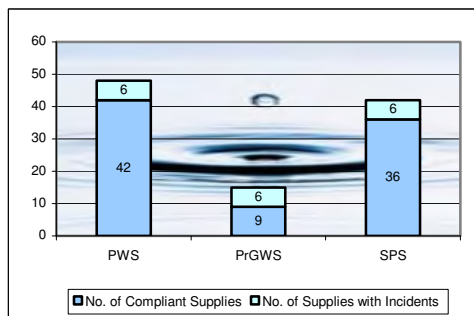 60
50
40
30
20
10
0
6
42
6
9
6
36
PWS
PrGWS
SPS
No. of Compliant Supplies
No. of Supplies with Incidents